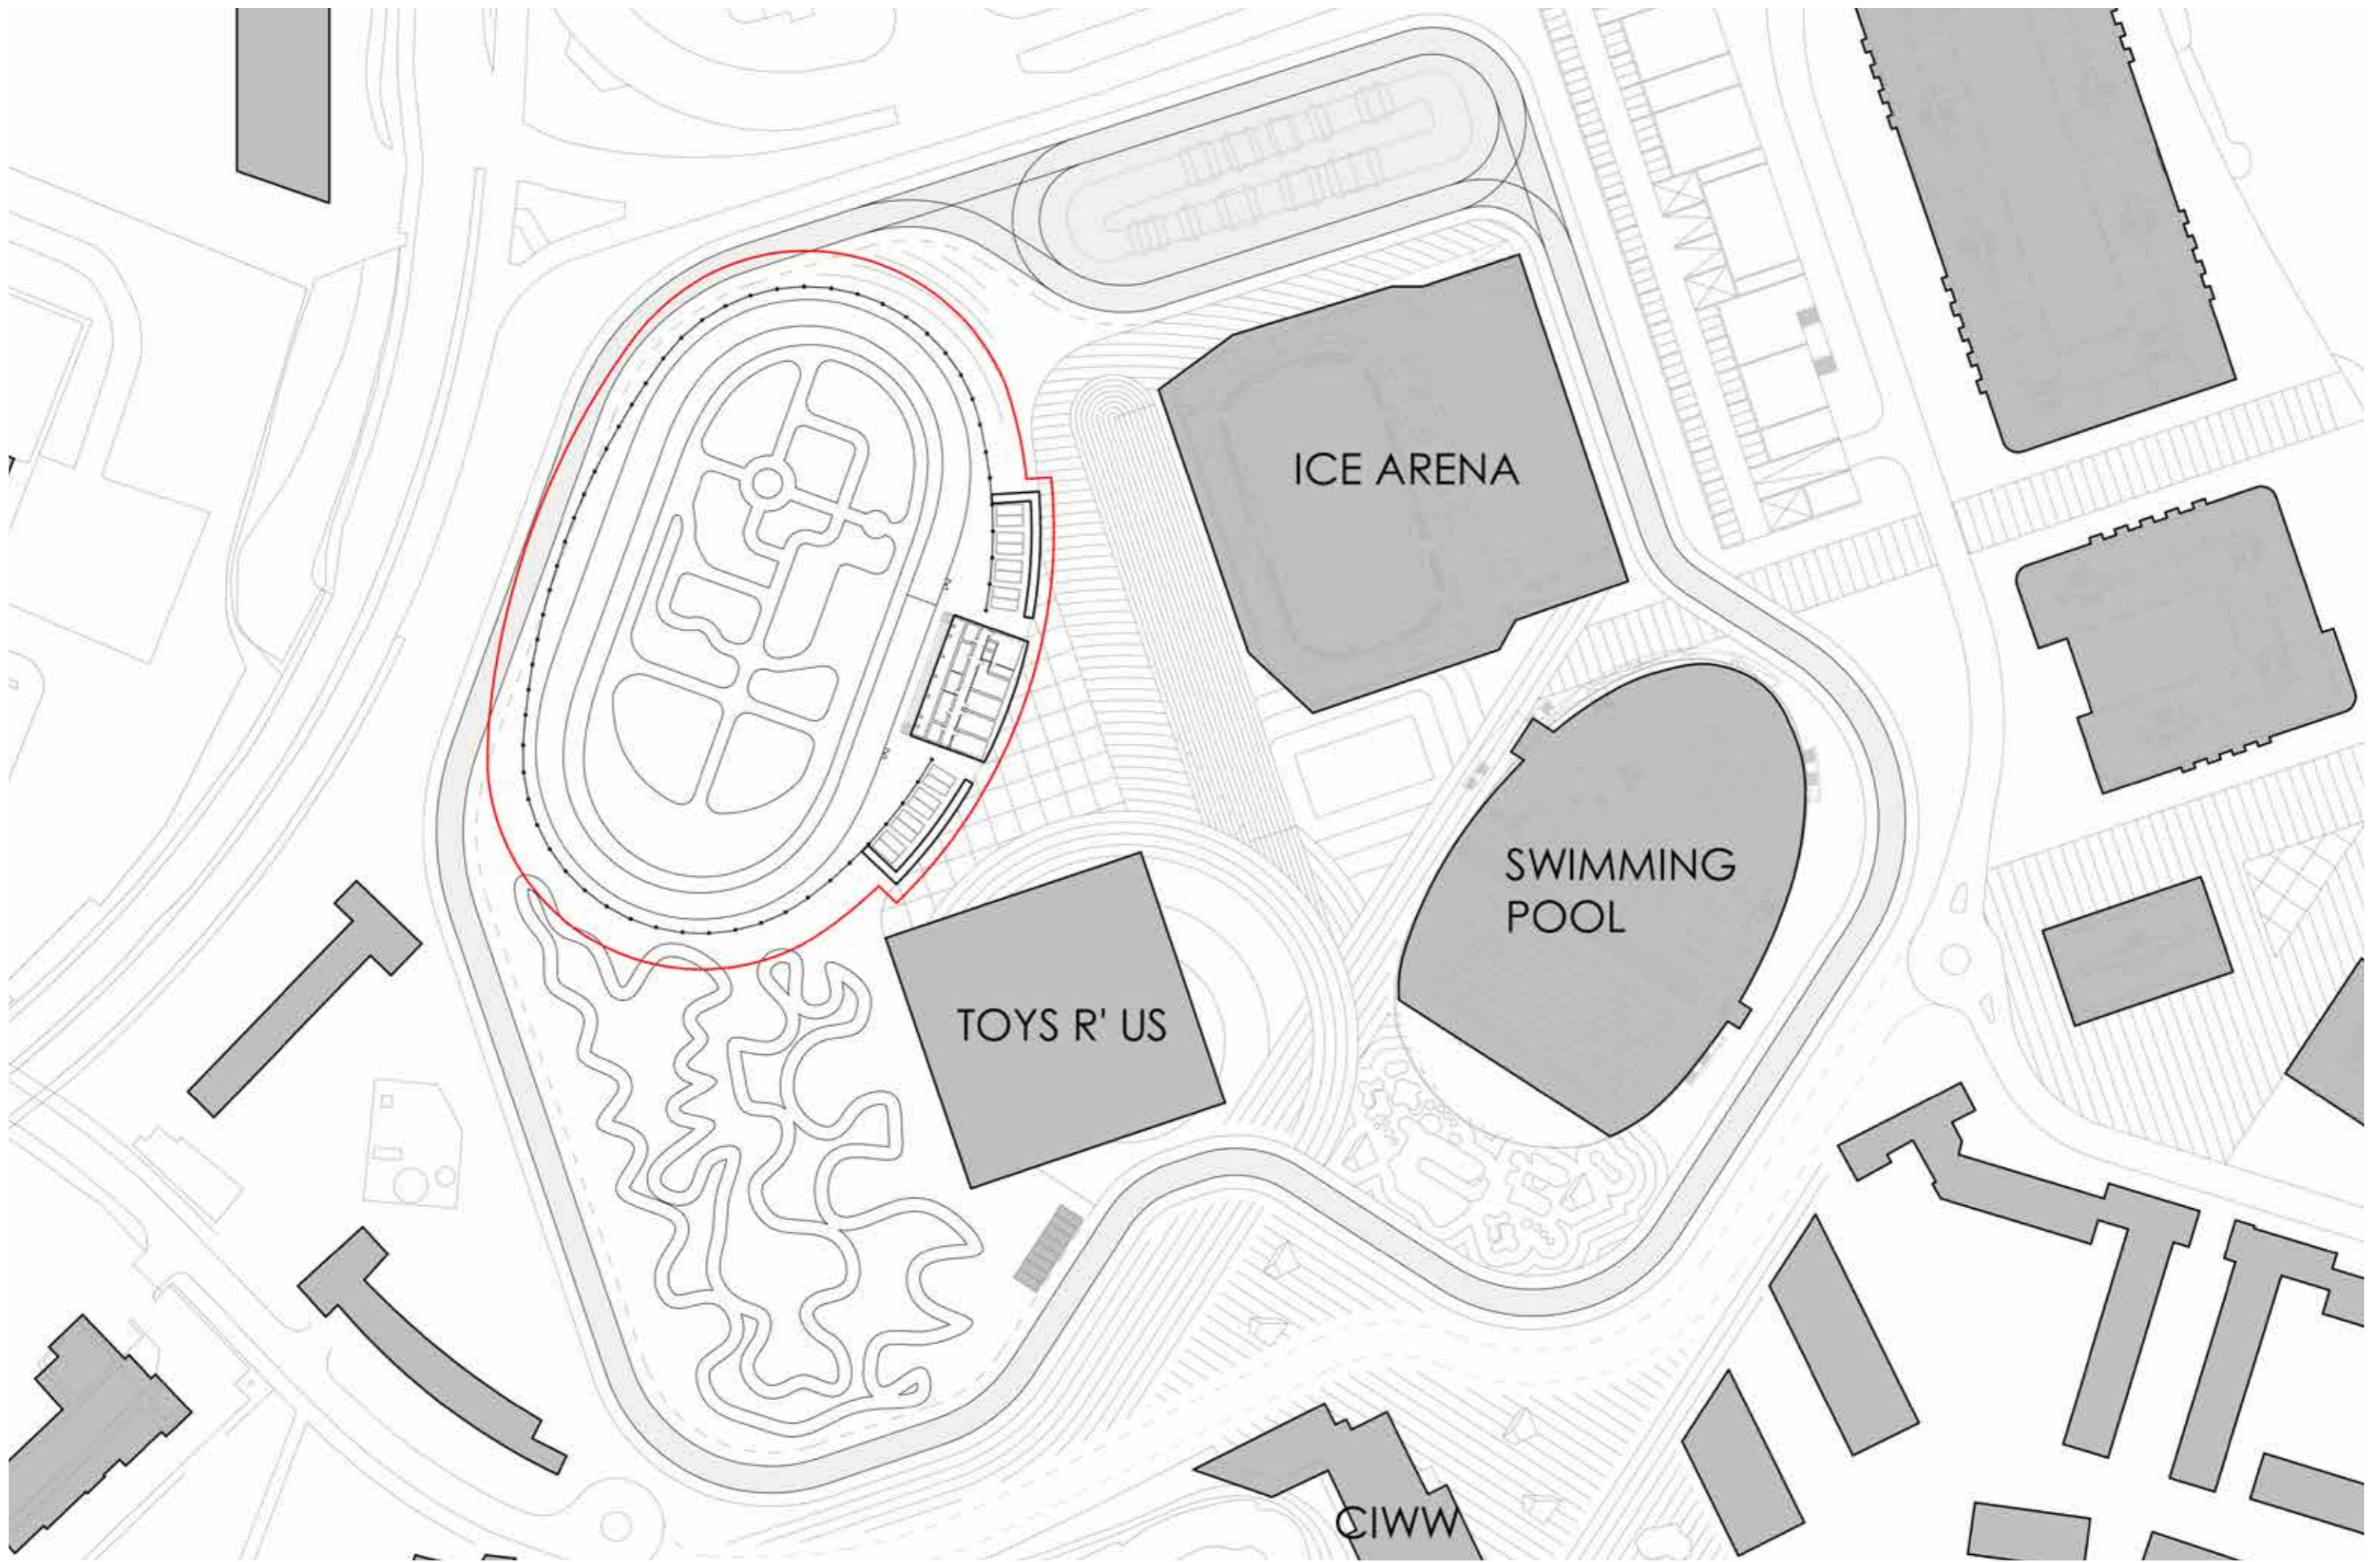 ICE ARENA
SWIMMING
POOL
TOYS R' US
CIWW